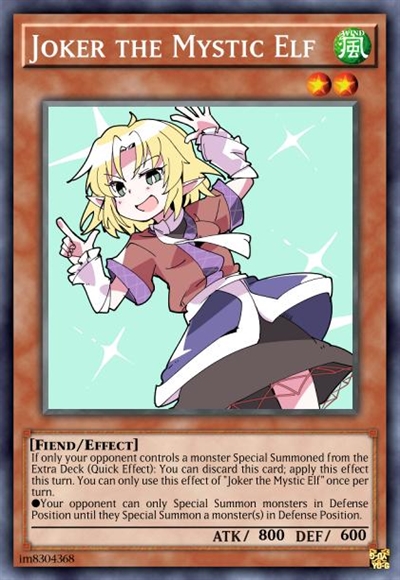 JOKER THE MYSTIC ELF
WIND
風
[FIEND/EFFECT]
If only your opponent controls a monster Special Summoned from the
Extra Deck (Quick Effect): You can discard this card; apply this effect
this turn. You can only use this effect of "Joker the Mystic Elf" once per
turn.
●Your opponent can only Special Summon monsters in Defense
Position until they Special Summon a monster(s) in Defense Position.
ATK / 800 DEF / 600
im8304368